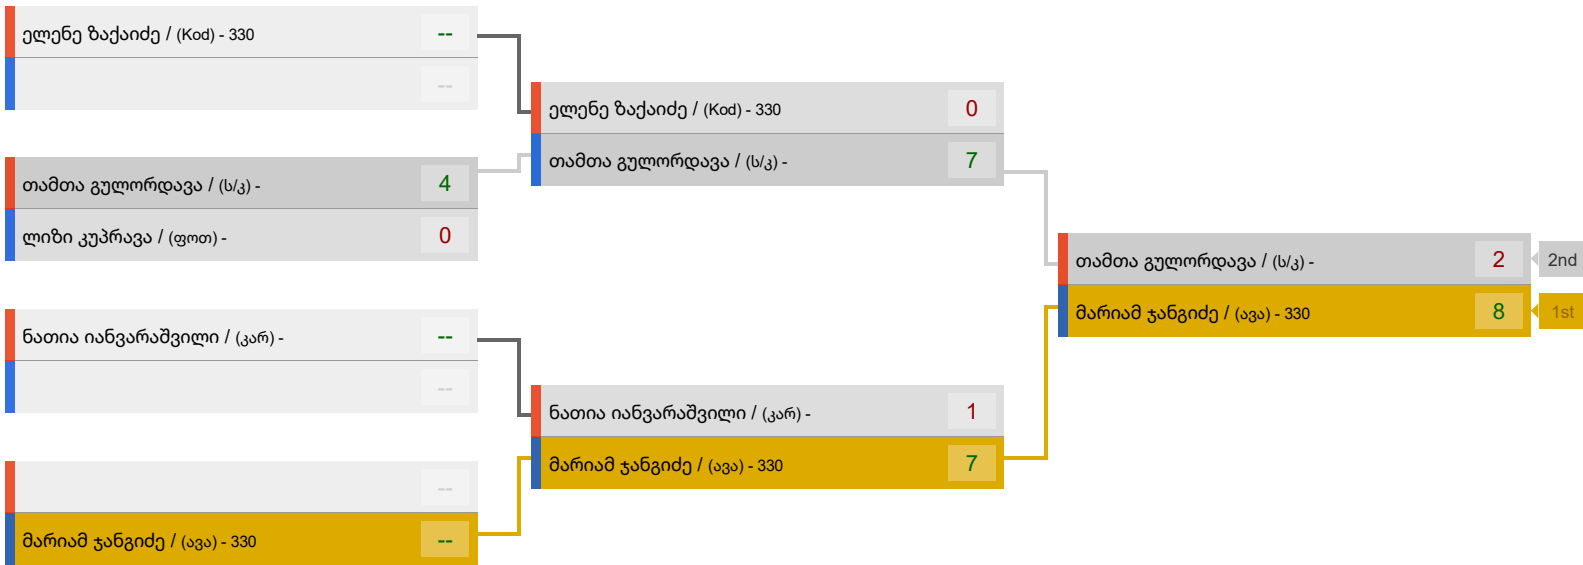 ელენე ზაქაიძე / (Kod) - 330 --
--
თამთა გულორდავა / (ს/კ) - 4
ლიზი კუპრავა / (ფოთ) - 0
ნათია იანვარაშვილი / (კარ) - --
--
--
მარიამ ჯანგიძე / (ავა) - 330 --
ელენე ზაქაიძე / (Kod) - 330 0
თამთა გულორდავა / (ს/კ) - 7
ნათია იანვარაშვილი / (კარ) - 1
მარიამ ჯანგიძე / (ავა) - 330 7
თამთა გულორდავა / (ს/კ) - 2 2nd
მარიამ ჯანგიძე / (ავა) - 330 8 1st